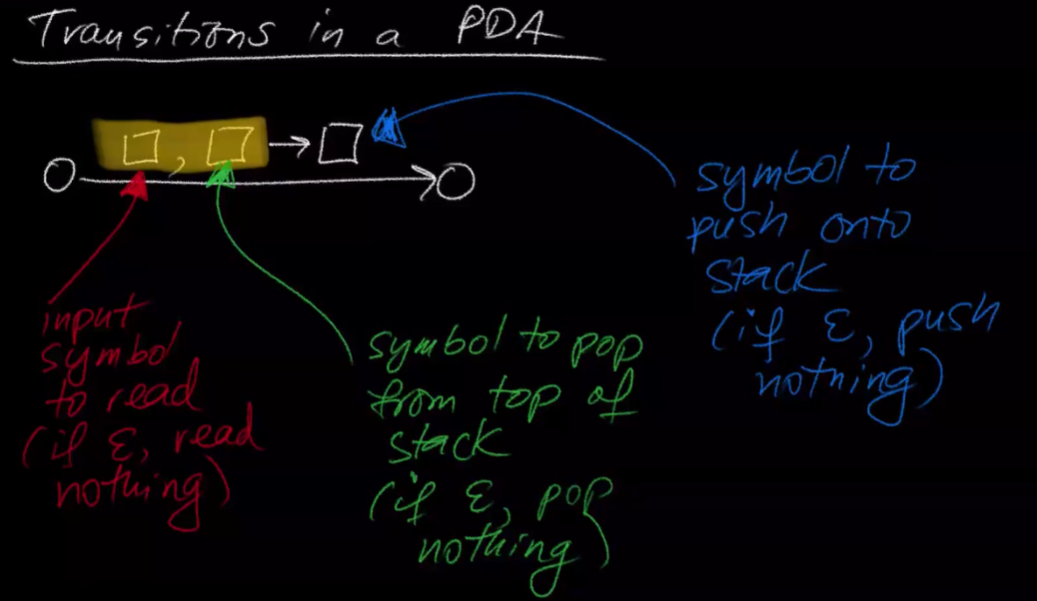 Transitions in a PDA
□, □ → □
input
symbol
to read
(if ε, read
nothing)
symbol to pop
from top of
stack
(if ε, pop
nothing)
symbol to
push onto
stack
(if ε, push
nothing)